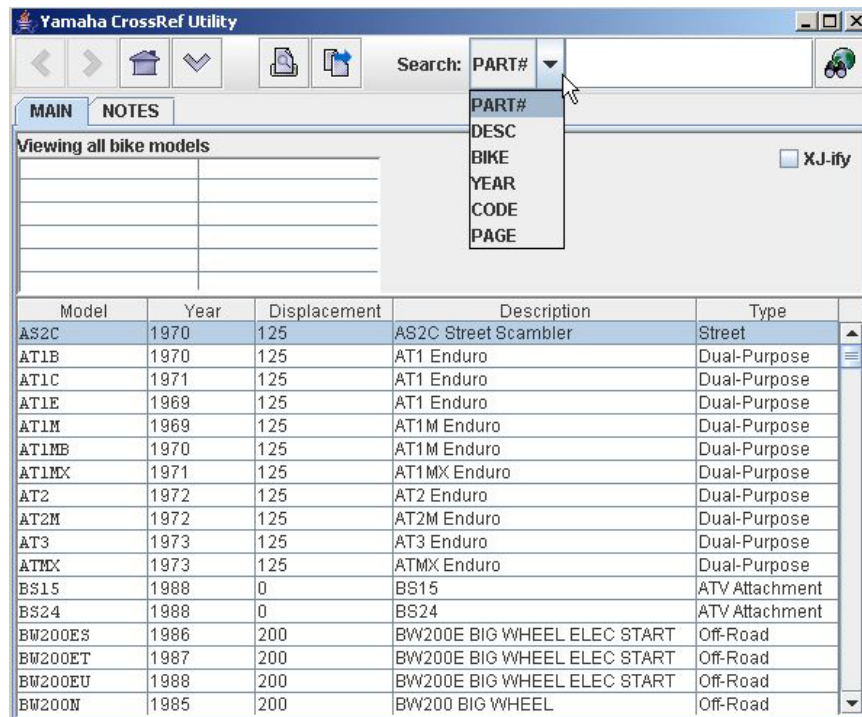 Yamaha CrossRef Utility
Search: PART#
PART#
DESC
BIKE
YEAR
CODE
PAGE
MAIN NOTES
Viewing all bike models
XJ-ify
Model Year Displacement Description Type
AS2C 1970 125 AS2C Street Scambler Street
AT1B 1970 125 AT1 Enduro Dual-Purpose
AT1C 1971 125 AT1 Enduro Dual-Purpose
AT1E 1969 125 AT1 Enduro Dual-Purpose
AT1M 1969 125 AT1M Enduro Dual-Purpose
AT1MB 1970 125 AT1M Enduro Dual-Purpose
AT1MX 1971 125 AT1MX Enduro Dual-Purpose
AT2 1972 125 AT2 Enduro Dual-Purpose
AT2M 1972 125 AT2M Enduro Dual-Purpose
AT3 1973 125 AT3 Enduro Dual-Purpose
ATMX 1973 125 ATMX Enduro Dual-Purpose
BS15 1988 0 BS15 ATV Attachment
BS24 1988 0 BS24 ATV Attachment
BW200ES 1986 200 BW200E BIG WHEEL ELEC START Off-Road
BW200ET 1987 200 BW200E BIG WHEEL ELEC START Off-Road
BW200EU 1988 200 BW200E BIG WHEEL ELEC START Off-Road
BW200N 1985 200 BW200 BIG WHEEL Off-Road